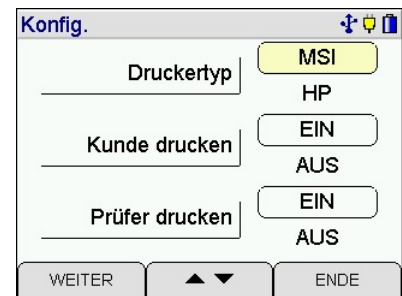 Konfig.
Druckertyp
MSI
HP
Kunde drucken
EIN
AUS
Prüfer drucken
EIN
AUS
WEITER
ENDE